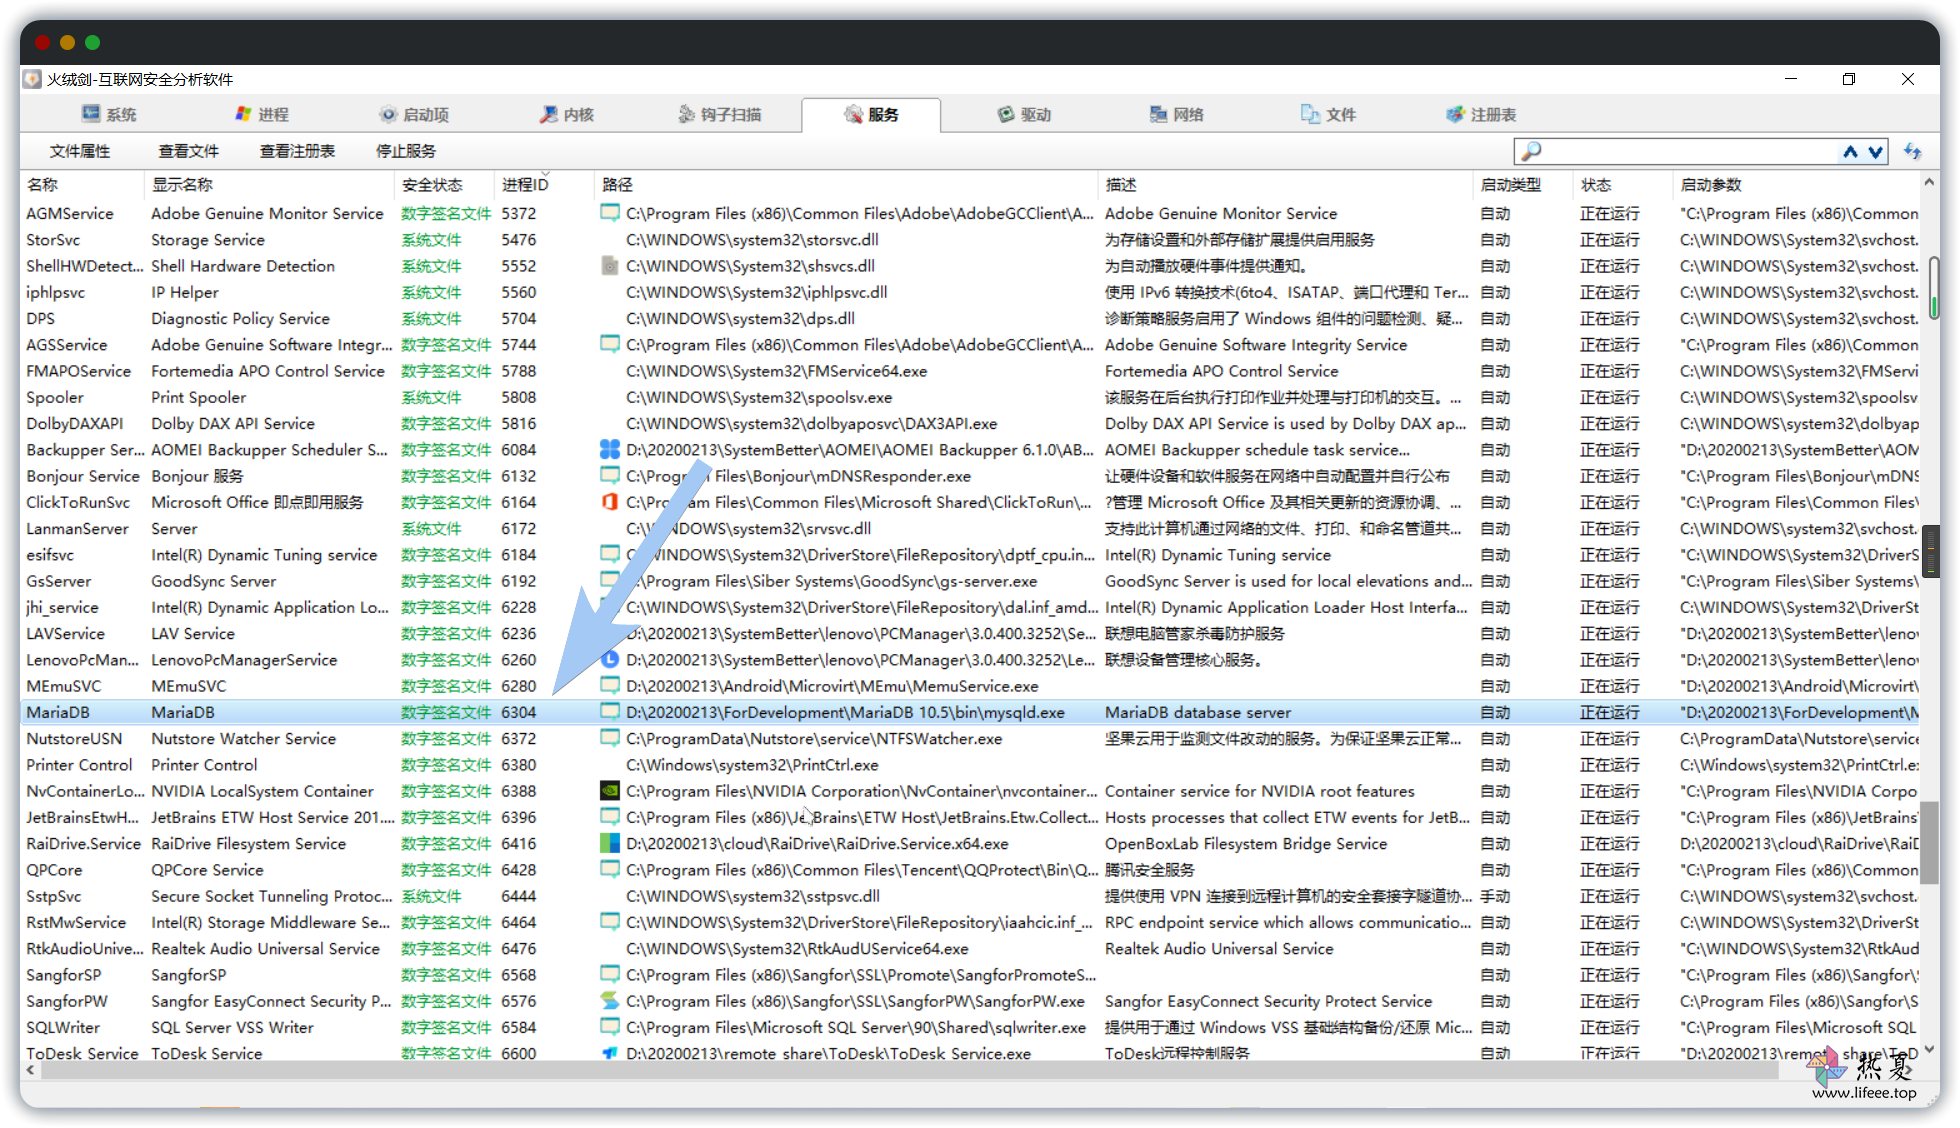 火绒剑-互联网安全分析软件
系统 进程 启动项 内核 钩子扫描 服务 驱动 网络 文件 注册表
文件属性 查看文件 查看注册表 停止服务
名称 显示名称 安全状态 进程ID 路径 描述 启动类型 状态 启动参数
AGMService Adobe Genuine Monitor Service 数字签名文件 5372 C:\Program Files (x86)\Common Files\Adobe\AdobeGCClient\A... Adobe Genuine Monitor Service 自动 正在运行 "C:\Program Files (x86)\Common
StorSvc Storage Service 系统文件 5476 C:\WINDOWS\system32\storsvc.dll 为存储设置和外部存储扩展提供启用服务 自动 正在运行 C:\WINDOWS\System32\svchost.
ShellHWDetect... Shell Hardware Detection 系统文件 5552 C:\WINDOWS\System32\shsvcs.dll 为自动播放硬件事件提供通知。 自动 正在运行 C:\WINDOWS\System32\svchost.
iphlpsvc IP Helper 系统文件 5560 C:\WINDOWS\System32\iphlpsvc.dll 使用 IPv6 转换技术(6to4、ISATAP、端口代理和 Ter... 自动 正在运行 C:\WINDOWS\System32\svchost.
DPS Diagnostic Policy Service 系统文件 5704 C:\WINDOWS\system32\dps.dll 诊断策略服务启用了 Windows 组件的问题检测、疑... 自动 正在运行 C:\WINDOWS\System32\svchost.
AGSService Adobe Genuine Software Integr... 数字签名文件 5744 C:\Program Files (x86)\Common Files\Adobe\AdobeGCClient\A... Adobe Genuine Software Integrity Service 自动 正在运行 "C:\Program Files (x86)\Common
FMAPOService Fortemedia APO Control Service 数字签名文件 5788 C:\WINDOWS\System32\FMService64.exe Fortemedia APO Control Service 自动 正在运行 C:\WINDOWS\System32\FMServi
Spooler Print Spooler 系统文件 5808 C:\WINDOWS\System32\spoolsv.exe 该服务在后台执行打印作业并处理与打印机的交互。... 自动 正在运行 C:\WINDOWS\System32\spoolsv
DolbyDAXAPI Dolby DAX API Service 数字签名文件 5816 C:\WINDOWS\system32\dolbyaposvc\DAX3API.exe Dolby DAX API Service is used by Dolby DAX ap... 自动 正在运行 C:\WINDOWS\system32\dolbyap
Backupper Ser... AOMEI Backupper Scheduler S... 数字签名文件 6084 D:\20200213\SystemBetter\AOMEI\AOMEI Backupper 6.1.0\AB... AOMEI Backupper schedule task service... 自动 正在运行 "D:\20200213\SystemBetter\AOM
Bonjour Service Bonjour 服务 数字签名文件 6132 C:\Program Files\Bonjour\mDNSResponder.exe 让硬件设备和软件服务在网络中自动配置并自行公布 自动 正在运行 "C:\Program Files\Bonjour\mDNS
ClickToRunSvc Microsoft Office 即点即用服务 数字签名文件 6164 C:\Program Files\Common Files\Microsoft Shared\ClickToRun\... ?管理 Microsoft Office 及其相关更新的资源协调、... 自动 正在运行 "C:\Program Files\Common Files\
LanmanServer Server 系统文件 6172 C:\WINDOWS\system32\srvsvc.dll 支持此计算机通过网络的文件、打印、和命名管道共... 自动 正在运行 C:\WINDOWS\system32\svchost.
esifsvc Intel(R) Dynamic Tuning service 数字签名文件 6184 C:\WINDOWS\System32\DriverStore\FileRepository\dptf_cpu.in... Intel(R) Dynamic Tuning service 自动 正在运行 "C:\WINDOWS\System32\DriverS
GsServer GoodSync Server 数字签名文件 6192 :\Program Files\Siber Systems\GoodSync\gs-server.exe GoodSync Server is used for local elevations and... 自动 正在运行 "C:\Program Files\Siber Systems\
jhi_service Intel(R) Dynamic Application Lo... 数字签名文件 6228 C:\WINDOWS\System32\DriverStore\FileRepository\dal.inf_amd... Intel(R) Dynamic Application Loader Host Interfa... 自动 正在运行 C:\WINDOWS\System32\DriverSt
LAVService LAV Service 数字签名文件 6236 D:\20200213\SystemBetter\lenovo\PCManager\3.0.400.3252\Se... 联想电脑管家杀毒防护服务 自动 正在运行 "D:\20200213\SystemBetter\lenov
LenovoPcMan... LenovoPcManagerService 数字签名文件 6260 D:\20200213\SystemBetter\lenovo\PCManager\3.0.400.3252\Le... 联想设备管理核心服务。 自动 正在运行 "D:\20200213\SystemBetter\lenov
MEmuSVC MEmuSVC 数字签名文件 6280 D:\20200213\Android\Microvirt\MEmu\MemuService.exe 自动 正在运行 "D:\20200213\Android\Microvirt\
MariaDB MariaDB 数字签名文件 6304 D:\20200213\ForDevelopment\MariaDB 10.5\bin\mysqld.exe MariaDB database server 自动 正在运行 "D:\20200213\ForDevelopment\M
NutstoreUSN Nutstore Watcher Service 数字签名文件 6372 C:\ProgramData\Nutstore\service\NTFSWatcher.exe 坚果云用于监测文件改动的服务。为保证坚果云正常... 自动 正在运行 C:\ProgramData\Nutstore\service
Printer Control Printer Control 数字签名文件 6380 C:\Windows\system32\PrintCtrl.exe 自动 正在运行 C:\Windows\system32\PrintCtrl.ex
NvContainerLo... NVIDIA LocalSystem Container 数字签名文件 6388 C:\Program Files\NVIDIA Corporation\NvContainer\nvcontainer... Container service for NVIDIA root features 自动 正在运行 "C:\Program Files\NVIDIA Corpo
JetBrainsEtwH... JetBrains ETW Host Service 201.... 数字签名文件 6396 C:\Program Files (x86)\JetBrains\ETW Host\JetBrains.Etw.Collect... Hosts processes that collect ETW events for JetB... 自动 正在运行 "C:\Program Files (x86)\JetBrains\
RaiDrive.Service RaiDrive Filesystem Service 数字签名文件 6416 D:\20200213\cloud\RaiDrive\RaiDrive.Service.x64.exe OpenBoxLab Filesystem Bridge Service 自动 正在运行 D:\20200213\cloud\RaiDrive\RaiD
QPCore QPCore Service 数字签名文件 6428 C:\Program Files (x86)\Common Files\Tencent\QQProtect\Bin\Q... 腾讯安全服务 自动 正在运行 "C:\Program Files (x86)\Common
SstpSvc Secure Socket Tunneling Protoc... 系统文件 6444 C:\WINDOWS\system32\sstpsvc.dll 提供使用 VPN 连接到远程计算机的安全套接字隧道协... 手动 正在运行 C:\WINDOWS\system32\svchost.
RstMwService Intel(R) Storage Middleware Se... 数字签名文件 6464 C:\WINDOWS\System32\DriverStore\FileRepository\iaahcic.inf_... RPC endpoint service which allows communicatio... 自动 正在运行 C:\WINDOWS\System32\DriverSt
RtkAudioUnive... Realtek Audio Universal Service 数字签名文件 6476 C:\WINDOWS\System32\RtkAudUService64.exe Realtek Audio Universal Service 自动 正在运行 "C:\WINDOWS\System32\RtkAud
SangforSP SangforSP 数字签名文件 6568 C:\Program Files (x86)\Sangfor\SSL\Promote\SangforPromoteS... 自动 正在运行 "C:\Program Files (x86)\Sangfor\S
SangforPW Sangfor EasyConnect Security P... 数字签名文件 6576 C:\Program Files (x86)\Sangfor\SSL\SangforPW\SangforPW.exe Sangfor EasyConnect Security Protect Service 自动 正在运行 C:\Program Files (x86)\Sangfor\S
SQLWriter SQL Server VSS Writer 数字签名文件 6584 C:\Program Files\Microsoft SQL Server\90\Shared\sqlwriter.exe 提供用于通过 Windows VSS 基础结构备份/还原 Mic... 自动 正在运行 "C:\Program Files\Microsoft SQL
ToDesk Service ToDesk Service 数字签名文件 6600 D:\20200213\remote share\ToDesk\ToDesk Service.exe ToDesk远程控制服务 自动 正在运行 "D:\20200213\remote share\ToD
热夏
www.lifeee.top